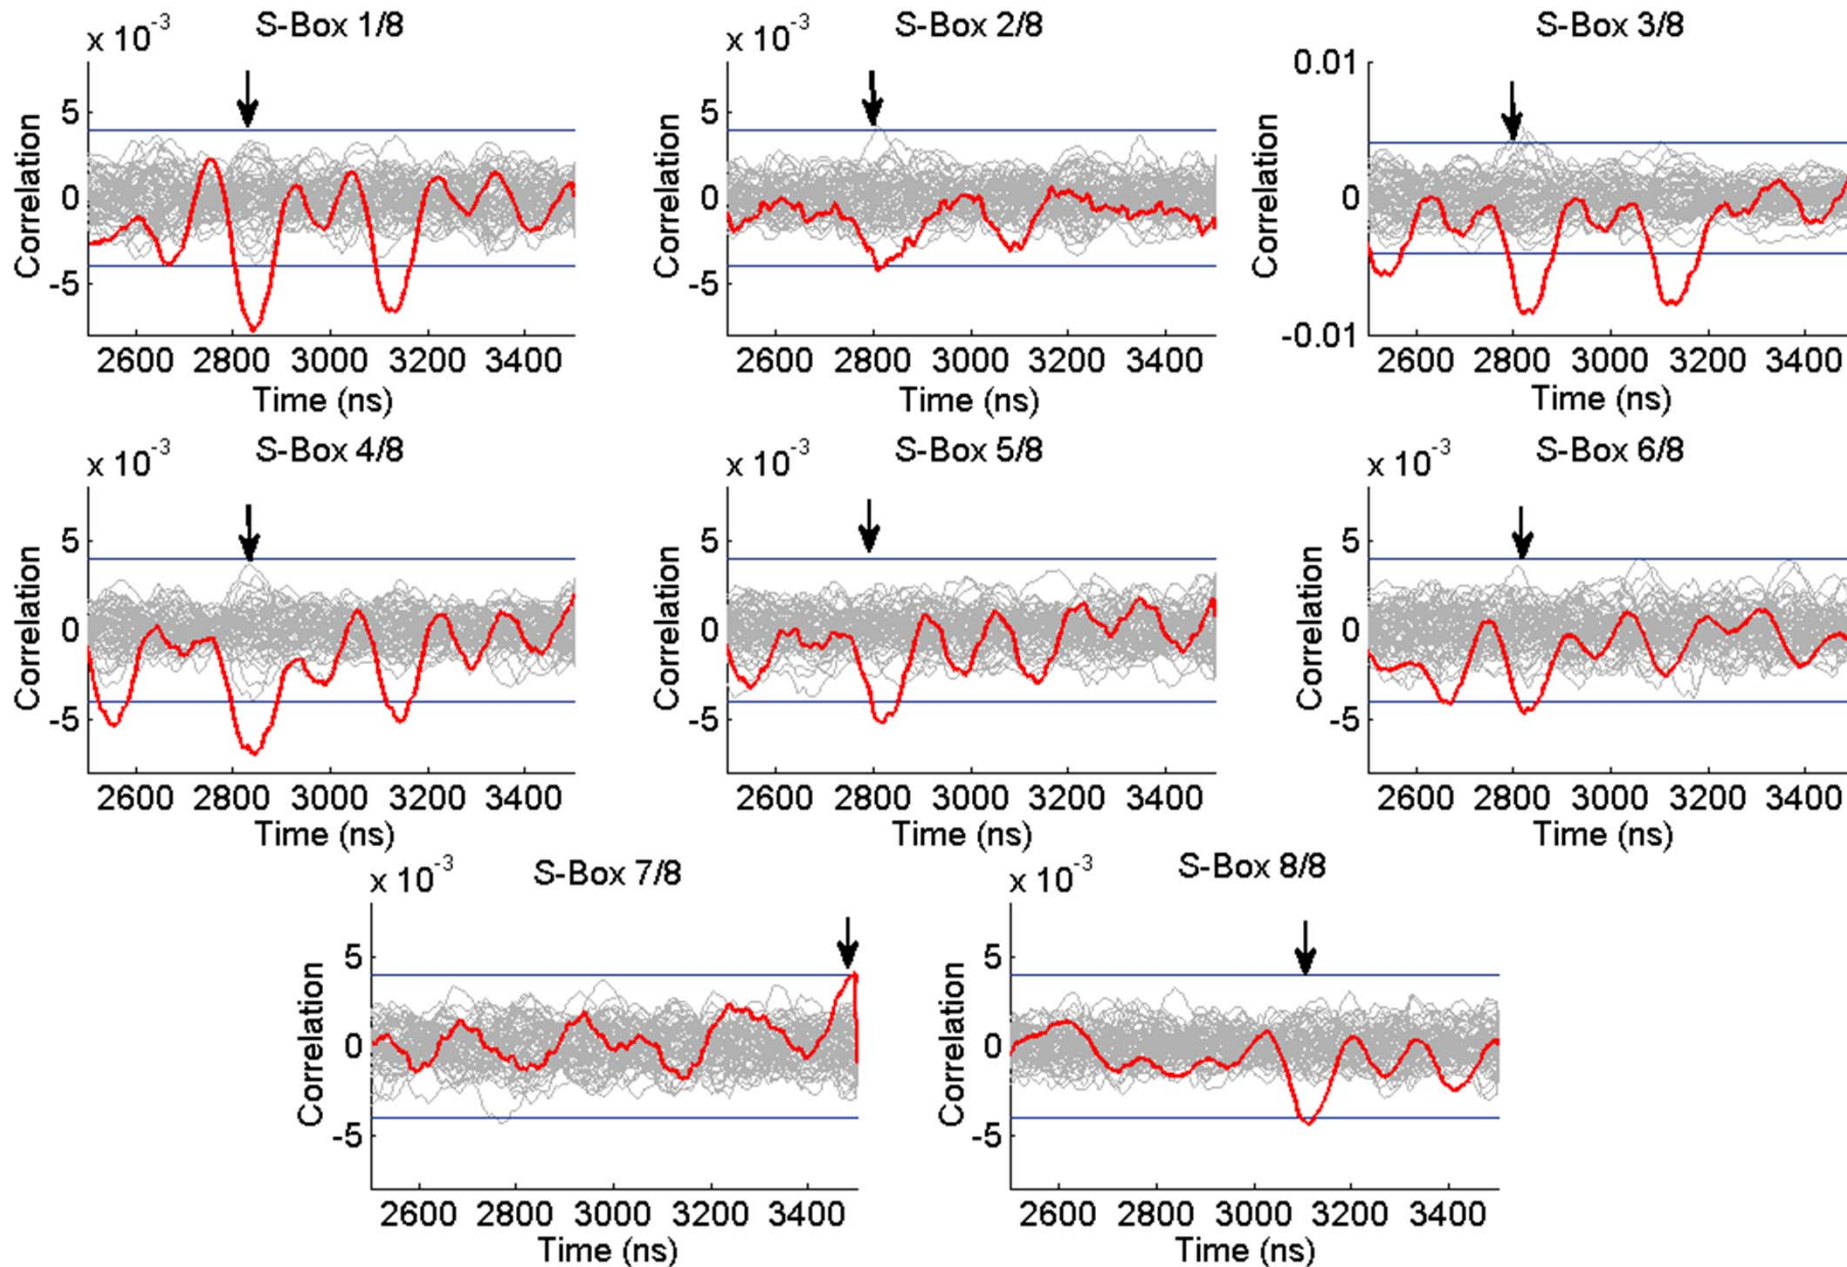 x 10^-3 S-Box 1/8
5
0
-5
Correlation
2600 2800 3000 3200 3400
Time (ns)
x 10^-3 S-Box 2/8
5
0
-5
Correlation
2600 2800 3000 3200 3400
Time (ns)
S-Box 3/8
0.01
0
-0.01
Correlation
2600 2800 3000 3200 3400
Time (ns)
x 10^-3 S-Box 4/8
5
0
-5
Correlation
2600 2800 3000 3200 3400
Time (ns)
x 10^-3 S-Box 5/8
5
0
-5
Correlation
2600 2800 3000 3200 3400
Time (ns)
x 10^-3 S-Box 6/8
5
0
-5
Correlation
2600 2800 3000 3200 3400
Time (ns)
x 10^-3 S-Box 7/8
5
0
-5
Correlation
2600 2800 3000 3200 3400
Time (ns)
x 10^-3 S-Box 8/8
5
0
-5
Correlation
2600 2800 3000 3200 3400
Time (ns)